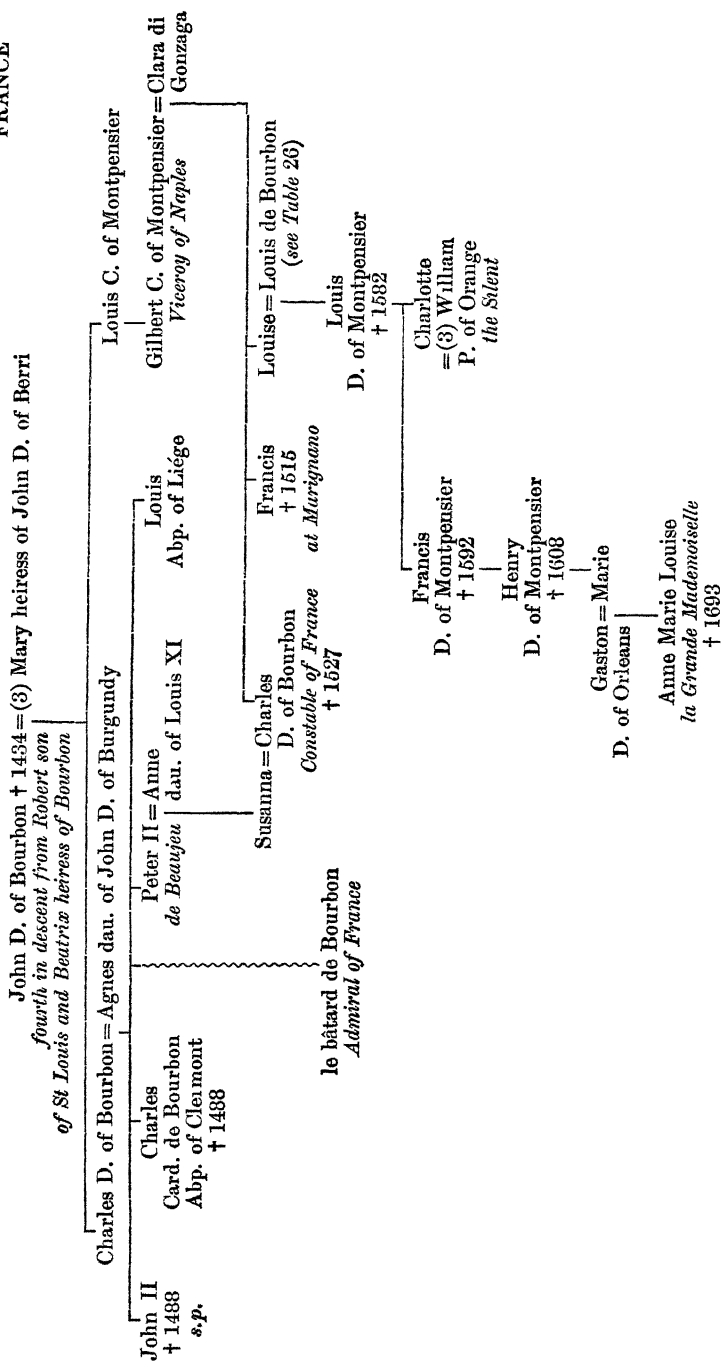 FRANCE
John D. of Bourbon † 1434=(3) Mary heiress of John D. of Berri
fourth in descent from Robert son
of St Louis and Beatrix heiress of Bourbon
Charles D. of Bourbon=Agnes dau. of John D. of Burgundy
Louis C. of Montpensier
John II
† 1488
s.p.
Charles
Card. de Bourbon
Abp. of Clermont
† 1488
le bâtard de Bourbon
Admiral of France
Peter II=Anne
de Beaujeu dau. of Louis XI
Louis
Abp. of Liége
Gilbert C. of Montpensier=Clara di
Viceroy of Naples Gonzaga
Susanna=Charles
D. of Bourbon
Constable of France
† 1527
Francis
† 1515
at Marignano
Louise=Louis de Bourbon
(see Table 26)
Louis
D. of Montpensier
† 1582
Francis
D. of Montpensier
† 1592
Charlotte
=(3) William
P. of Orange
the Silent
Henry
D. of Montpensier
† 1608
Gaston=Marie
D. of Orleans
Anne Marie Louise
la Grande Mademoiselle
† 1693